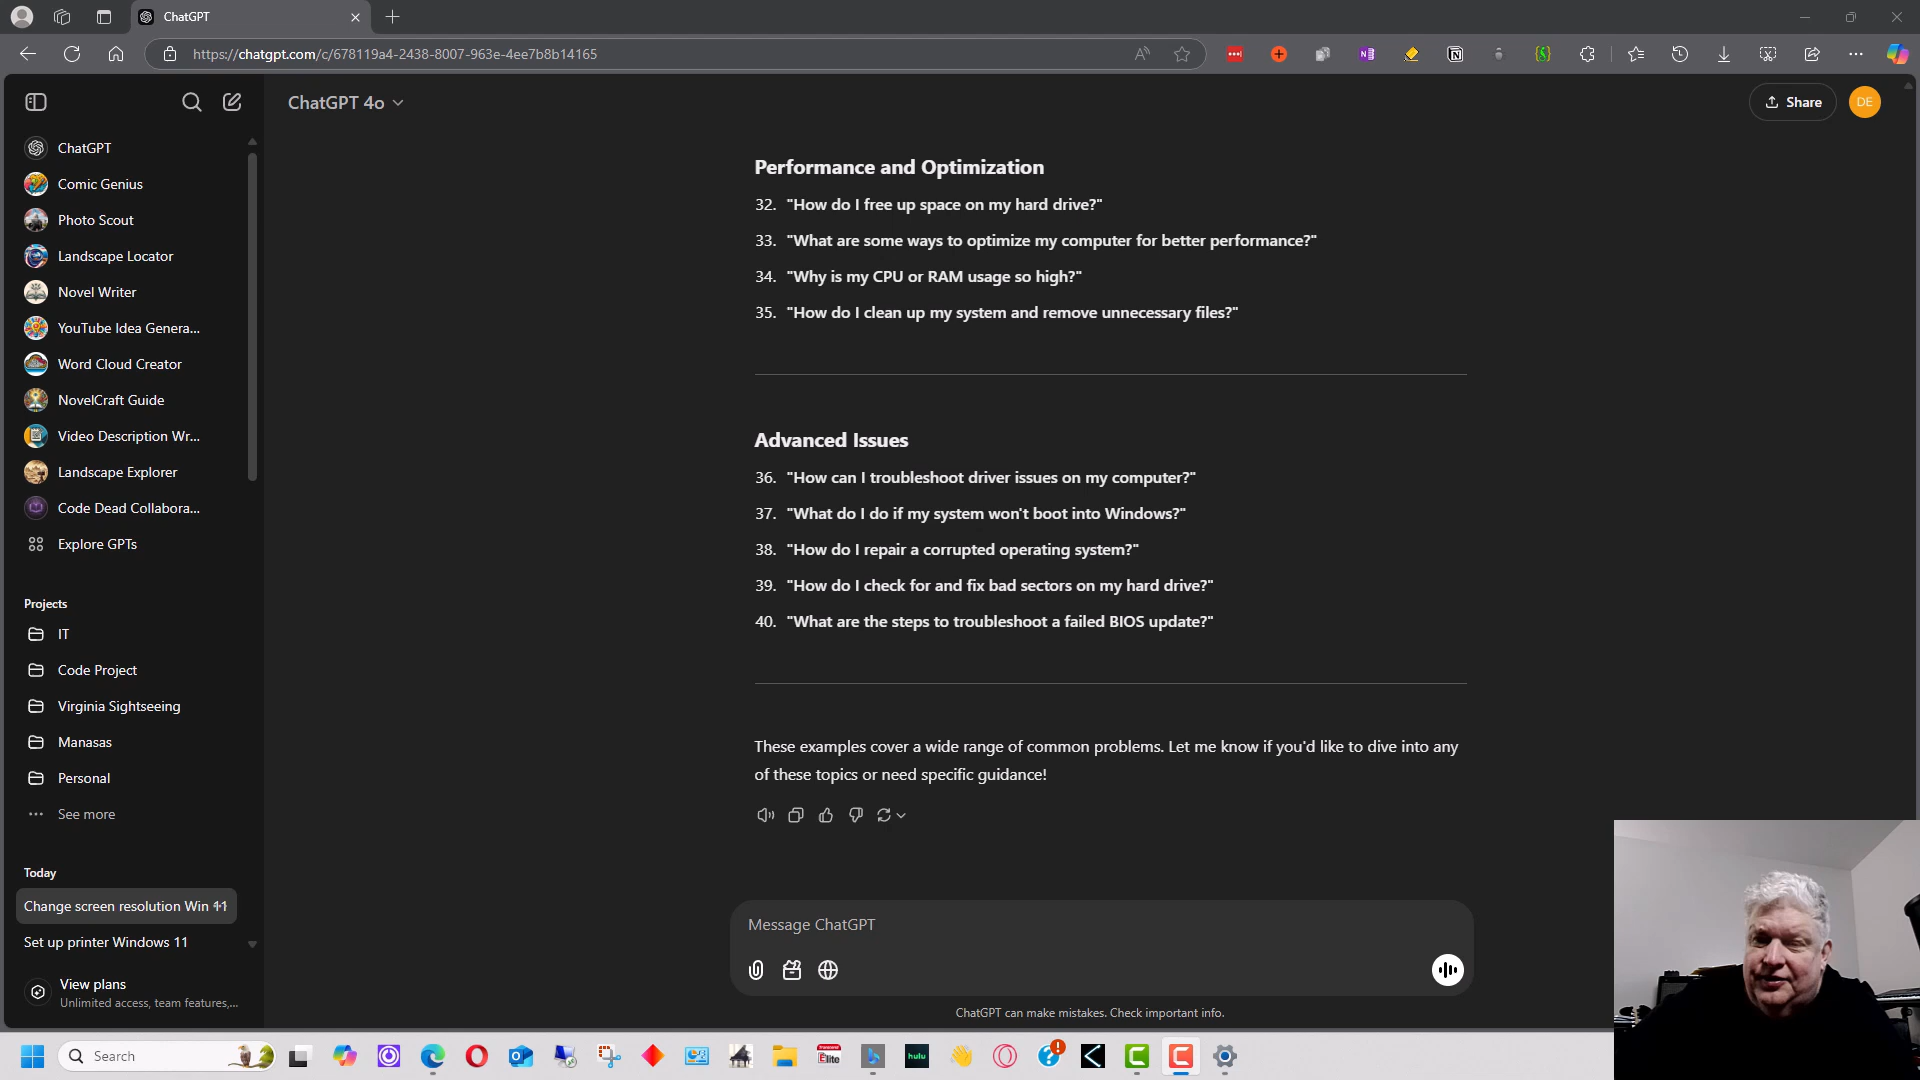 ChatGPT
https://chatgpt.com/c/678119a4-2438-8007-963e-4ee7b8b14165
ChatGPT 4o
Share
DE
ChatGPT
Comic Genius
Photo Scout
Landscape Locator
Novel Writer
YouTube Idea Genera...
Word Cloud Creator
NovelCraft Guide
Video Description Wr...
Landscape Explorer
Code Dead Collabora...
Explore GPTs
Projects
IT
Code Project
Virginia Sightseeing
Manasas
Personal
See more
Today
Change screen resolution Win 11
Set up printer Windows 11
View plans
Unlimited access, team features,...
Performance and Optimization
32. "How do I free up space on my hard drive?"
33. "What are some ways to optimize my computer for better performance?"
34. "Why is my CPU or RAM usage so high?"
35. "How do I clean up my system and remove unnecessary files?"
Advanced Issues
36. "How can I troubleshoot driver issues on my computer?"
37. "What do I do if my system won't boot into Windows?"
38. "How do I repair a corrupted operating system?"
39. "How do I check for and fix bad sectors on my hard drive?"
40. "What are the steps to troubleshoot a failed BIOS update?"
These examples cover a wide range of common problems. Let me know if you'd like to dive into any
of these topics or need specific guidance!
Message ChatGPT
ChatGPT can make mistakes. Check important info.
Search
Elite
hulu